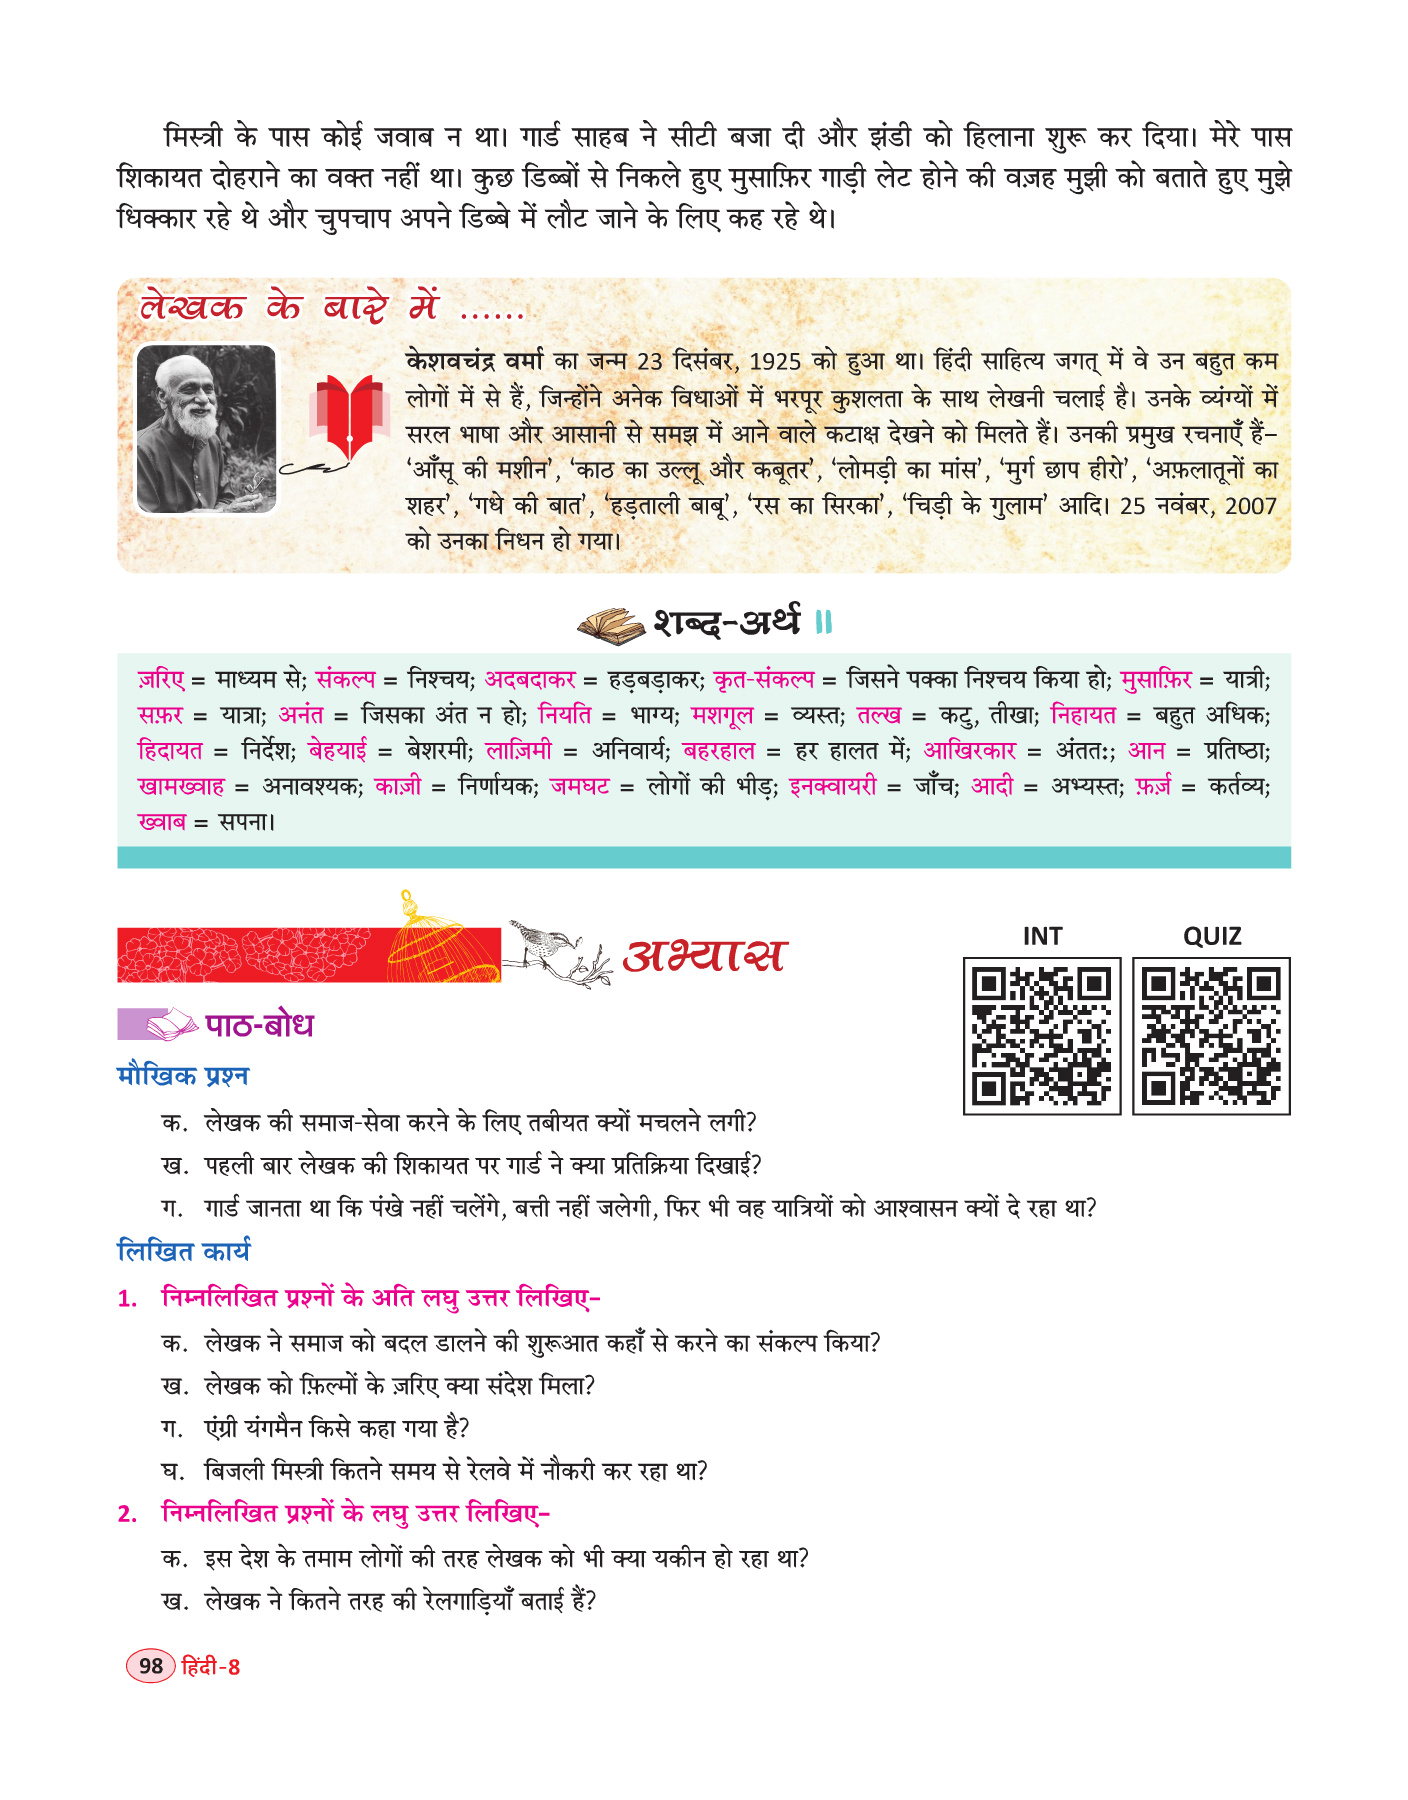 मिस्त्री के पास कोई जवाब न था। गार्ड साहब ने सीटी बजा दी और झंडी को हिलाना शुरू कर दिया। मेरे पास
शिकायत दोहराने का वक्त नहीं था। कुछ डिब्बों से निकले हुए मुसाफ़िर गाड़ी लेट होने की वज़ह मुझी को बताते हुए मुझे
धिक्कार रहे थे और चुपचाप अपने डिब्बे में लौट जाने के लिए कह रहे थे।
लेखक के बारे में ......
केशवचंद्र वर्मा का जन्म 23 दिसंबर, 1925 को हुआ था। हिंदी साहित्य जगत् में वे उन बहुत कम
लोगों में से हैं, जिन्होंने अनेक विधाओं में भरपूर कुशलता के साथ लेखनी चलाई है। उनके व्यंग्यों में
सरल भाषा और आसानी से समझ में आने वाले कटाक्ष देखने को मिलते हैं। उनकी प्रमुख रचनाएँ हैं–
‘आँसू की मशीन’, ‘काठ का उल्लू और कबूतर’, ‘लोमड़ी का मांस’, ‘मुर्ग छाप हीरो’, ‘अफ़लातूनों का
शहर’, ‘गधे की बात’, ‘हड़ताली बाबू’, ‘रस का सिरका’, ‘चिड़ी के गुलाम’ आदि। 25 नवंबर, 2007
को उनका निधन हो गया।
शब्द-अर्थ
ज़रिए = माध्यम से; संकल्प = निश्चय; अदबदाकर = हड़बड़ाकर; कृत-संकल्प = जिसने पक्का निश्चय किया हो; मुसाफ़िर = यात्री;
सफ़र = यात्रा; अनंत = जिसका अंत न हो; नियति = भाग्य; मशगूल = व्यस्त; तल्ख = कटु, तीखा; निहायत = बहुत अधिक;
हिदायत = निर्देश; बेहयाई = बेशरमी; लाज़िमी = अनिवार्य; बहरहाल = हर हालत में; आखिरकार = अंततः; आन = प्रतिष्ठा;
खामख्वाह = अनावश्यक; काज़ी = निर्णायक; जमघट = लोगों की भीड़; इनक्वायरी = जाँच; आदी = अभ्यस्त; फ़र्ज़ = कर्तव्य;
ख्वाब = सपना।
अभ्यास
INT QUIZ
पाठ-बोध
मौखिक प्रश्न
क. लेखक की समाज-सेवा करने के लिए तबीयत क्यों मचलने लगी?
ख. पहली बार लेखक की शिकायत पर गार्ड ने क्या प्रतिक्रिया दिखाई?
ग. गार्ड जानता था कि पंखे नहीं चलेंगे, बत्ती नहीं जलेगी, फिर भी वह यात्रियों को आश्वासन क्यों दे रहा था?
लिखित कार्य
1. निम्नलिखित प्रश्नों के अति लघु उत्तर लिखिए–
क. लेखक ने समाज को बदल डालने की शुरूआत कहाँ से करने का संकल्प किया?
ख. लेखक को फ़िल्मों के ज़रिए क्या संदेश मिला?
ग. एंग्री यंगमैन किसे कहा गया है?
घ. बिजली मिस्त्री कितने समय से रेलवे में नौकरी कर रहा था?
2. निम्नलिखित प्रश्नों के लघु उत्तर लिखिए–
क. इस देश के तमाम लोगों की तरह लेखक को भी क्या यकीन हो रहा था?
ख. लेखक ने कितने तरह की रेलगाड़ियाँ बताई हैं?
98 हिंदी-8